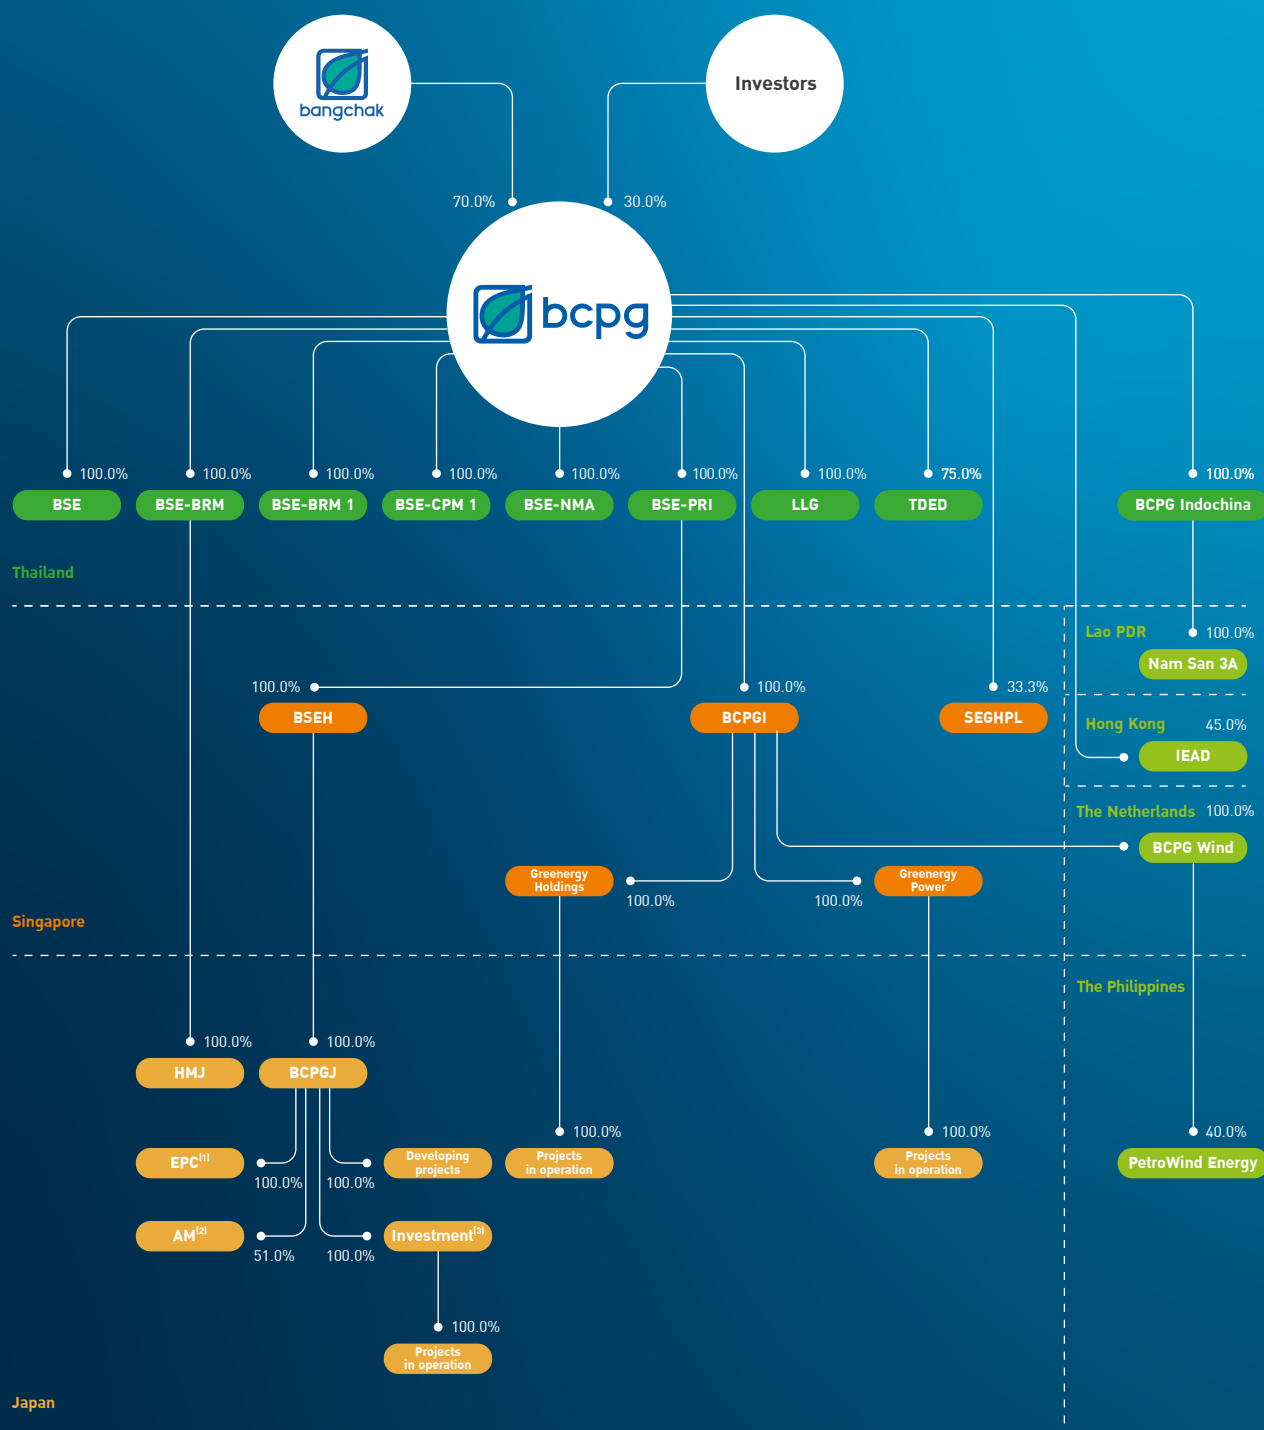 bangchak
Investors
70.0%
30.0%
bcpg
100.0%
100.0%
100.0%
100.0%
100.0%
100.0%
100.0%
75.0%
100.0%
BSE
BSE-BRM
BSE-BRM 1
BSE-CPM 1
BSE-NMA
BSE-PRI
LLG
TDED
BCPG Indochina
Thailand
Lao PDR
100.0%
Nam San 3A
100.0%
100.0%
33.3%
BSEH
BCPGI
SEGHPL
Hong Kong
45.0%
IEAD
The Netherlands
100.0%
BCPG Wind
Greenergy
Holdings
100.0%
100.0%
Greenergy
Power
Singapore
The Philippines
100.0%
100.0%
HMJ
BCPGJ
100.0%
100.0%
40.0%
EPC(1)
100.0%
100.0%
Developing
projects
Projects
in operation
Projects
in operation
PetroWind Energy
AM(2)
51.0%
100.0%
Investment(3)
100.0%
Projects
in operation
Japan